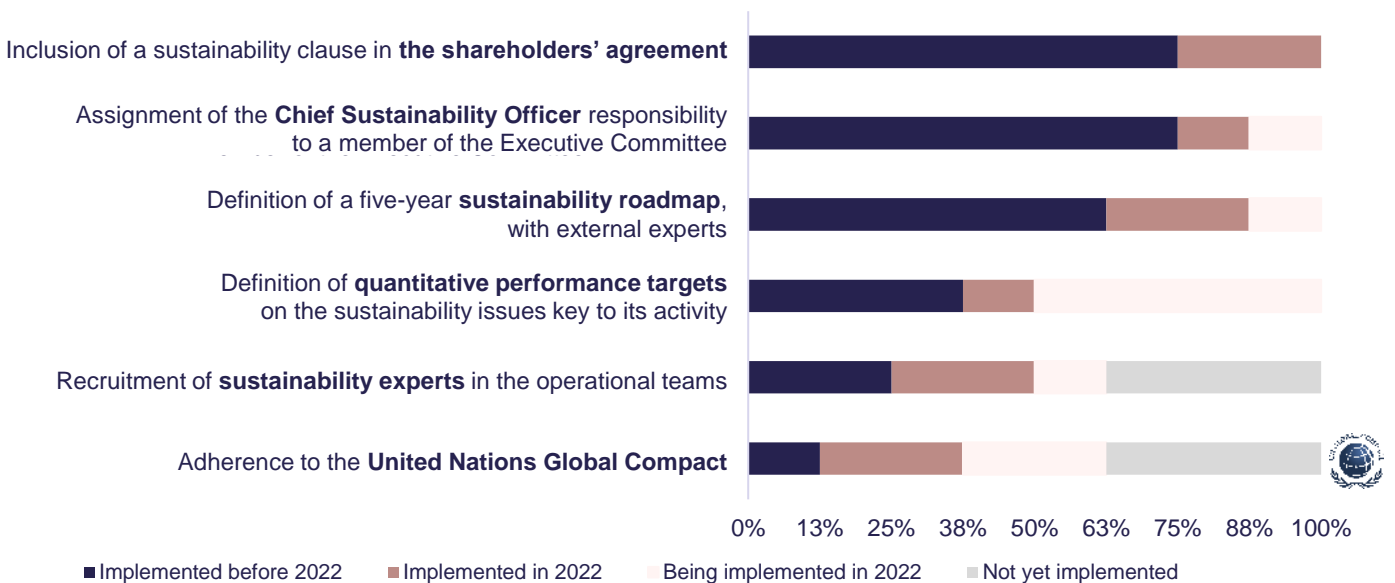 Inclusion of a sustainability clause in the shareholders’ agreement
Assignment of the Chief Sustainability Officer responsibility
to a member of the Executive Committee
Definition of a five-year sustainability roadmap,
with external experts
Definition of quantitative performance targets
on the sustainability issues key to its activity
Recruitment of sustainability experts in the operational teams
Adherence to the United Nations Global Compact
0% 13% 25% 38% 50% 63% 75% 88% 100%
Implemented before 2022 Implemented in 2022 Being implemented in 2022 Not yet implemented